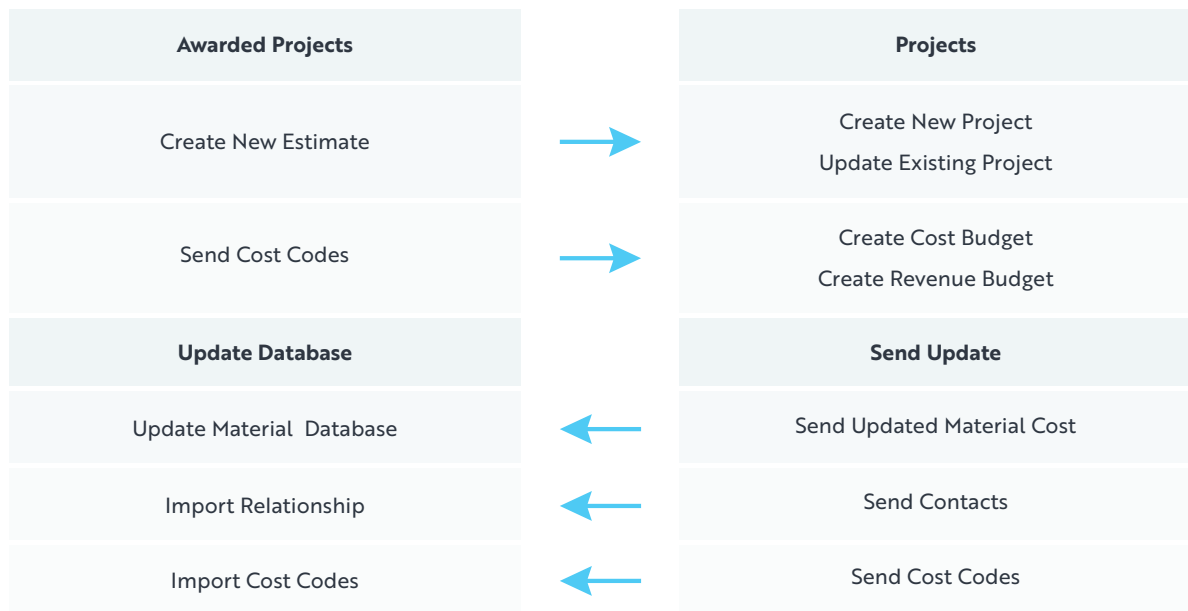 Awarded Projects
Projects
Create New Estimate
Create New Project
Update Existing Project
Send Cost Codes
Create Cost Budget
Create Revenue Budget
Update Database
Send Update
Update Material  Database
Send Updated Material Cost
Import Relationship
Send Contacts
Import Cost Codes
Send Cost Codes